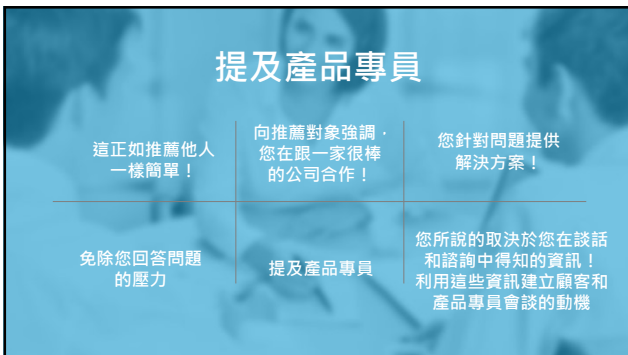 提及產品專員
這正如推薦他人
一樣簡單！
向推薦對象強調，
您在跟一家很棒
的公司合作！
您針對問題提供
解決方案！
免除您回答問題
的壓力
提及產品專員
您所說的取決於您在談話
和諮詢中得知的資訊！
利用這些資訊建立顧客和
產品專員會談的動機